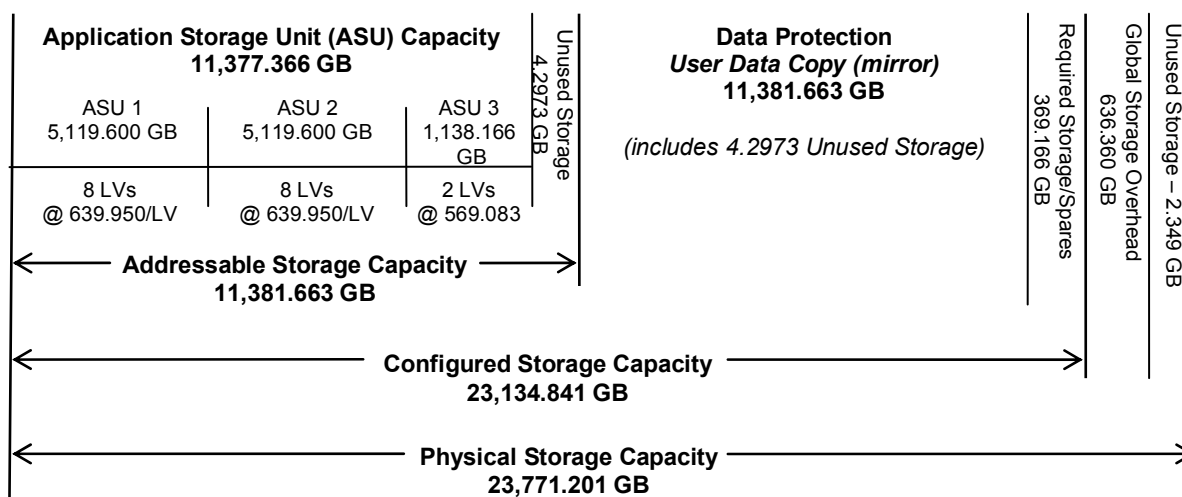 Application Storage Unit (ASU) Capacity
11,377.366 GB
ASU 1
5,119.600 GB
ASU 2
5,119.600 GB
ASU 3
1,138.166
GB
8 LVs
@ 639.950/LV
8 LVs
@ 639.950/LV
2 LVs
@ 569.083
Unused Storage
4.2973 GB
Data Protection
User Data Copy (mirror)
11,381.663 GB
(includes 4.2973 Unused Storage)
Required Storage/Spares
369.166 GB
Global Storage Overhead
636.360 GB
Unused Storage – 2.349 GB
Addressable Storage Capacity
11,381.663 GB
Configured Storage Capacity
23,134.841 GB
Physical Storage Capacity
23,771.201 GB